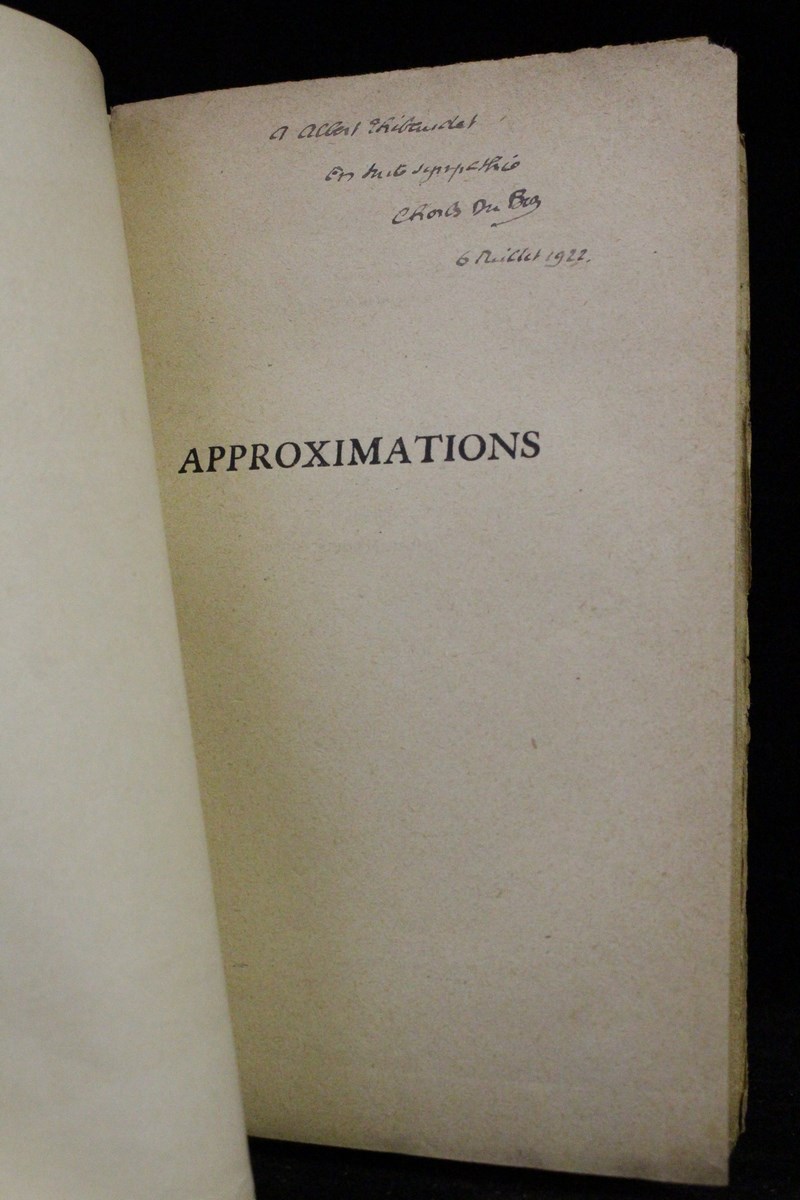 A Albert Thibaudet
en toute sympathie
Charles Du Bos
6 Juillet 1922.
APPROXIMATIONS